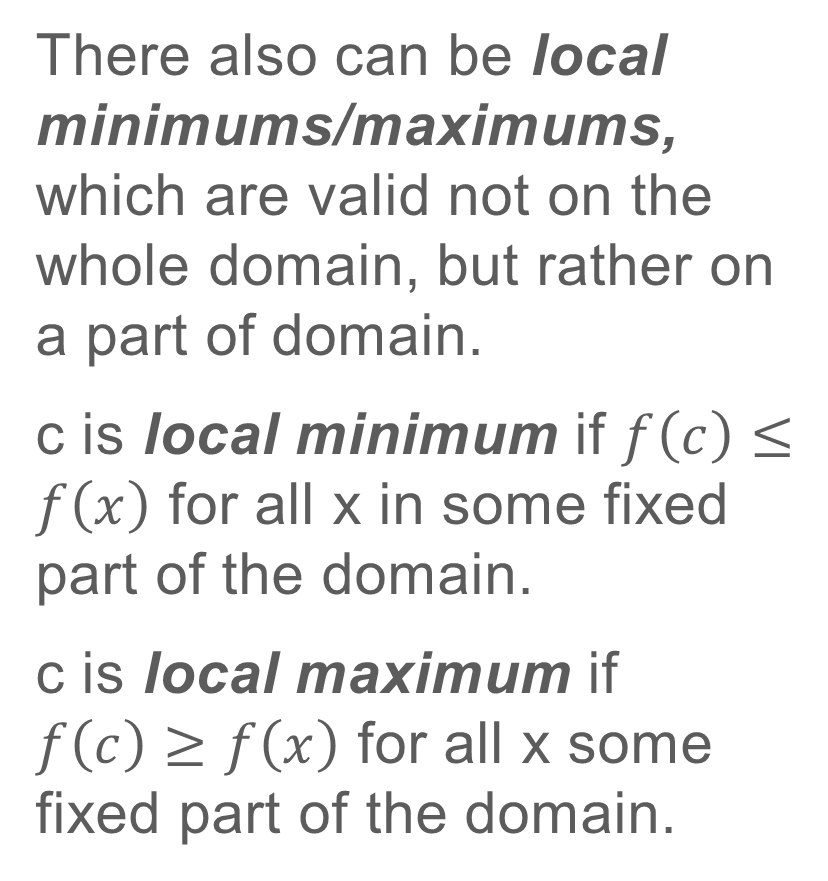 There also can be local
minimums/maximums,
which are valid not on the
whole domain, but rather on
a part of domain.
c is local minimum if f(c) ≤
f(x) for all x in some fixed
part of the domain.
c is local maximum if
f(c) ≥ f(x) for all x some
fixed part of the domain.